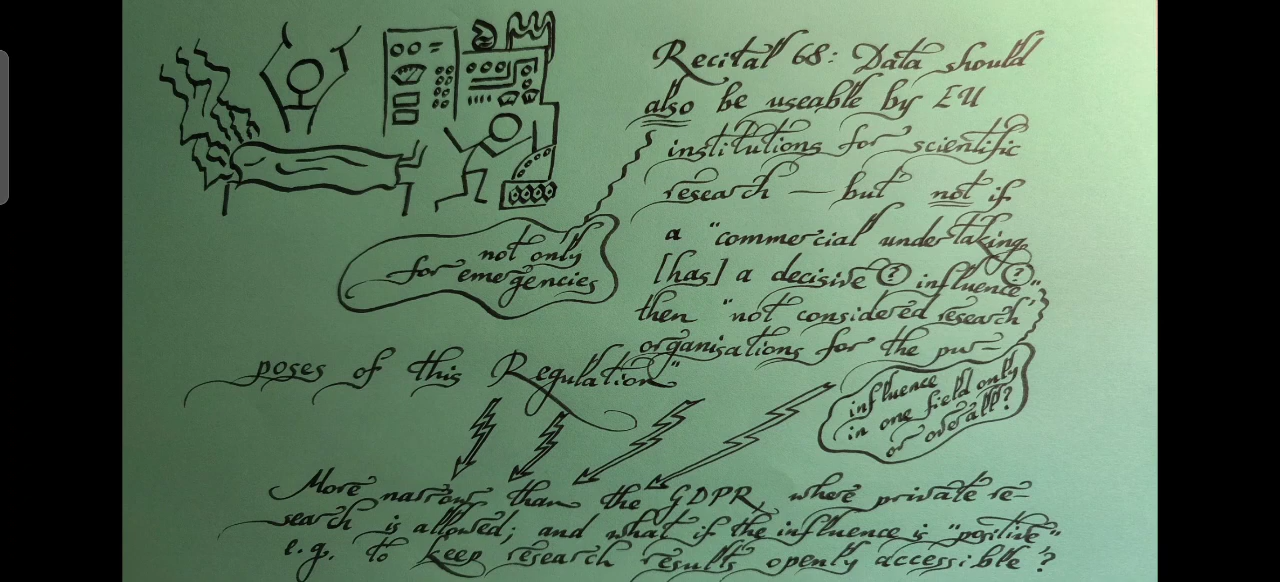 Recital 68: Data should
also be useable by EU
institutions for scientific
research — but not if
a "commercial undertaking
[has] a decisive (?) influence (?)"
then "not considered research
organisations for the pur-
poses of this Regulation"
not only
for emergencies
influence
in one field only
or overall?
More narrow than the GDPR, where private re-
search is allowed; and what if the influence is "positive"
e.g. to keep research results openly accessible?